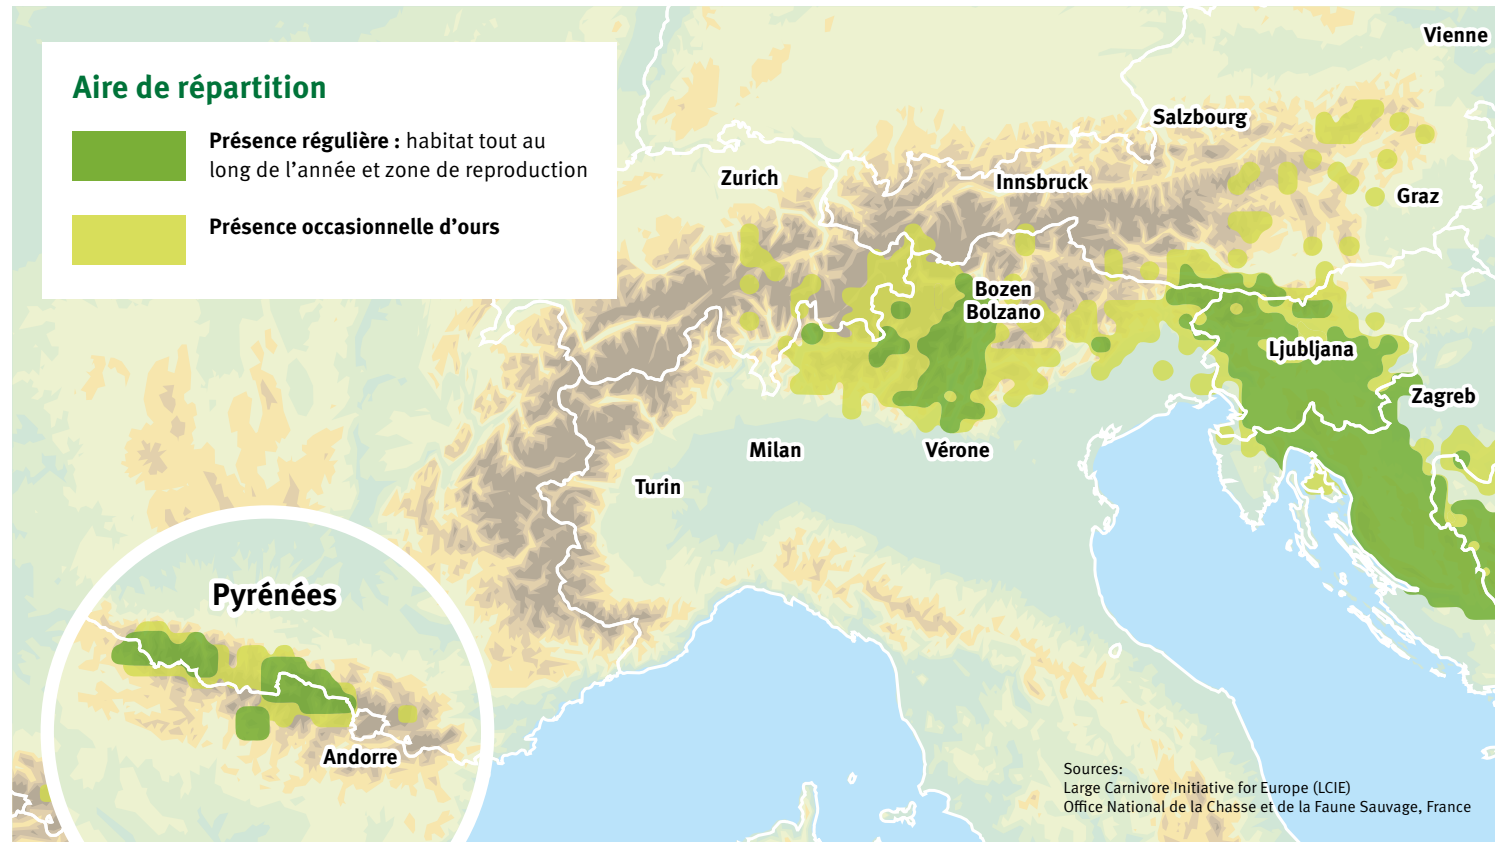 Aire de répartition
Présence régulière : habitat tout au
long de l’année et zone de reproduction
Présence occasionnelle d’ours
Vienne
Salzbourg
Zurich
Innsbruck
Graz
Bozen
Bolzano
Ljubljana
Zagreb
Milan
Vérone
Turin
Pyrénées
Andorre
Sources:
Large Carnivore Initiative for Europe (LCIE)
Office National de la Chasse et de la Faune Sauvage, France